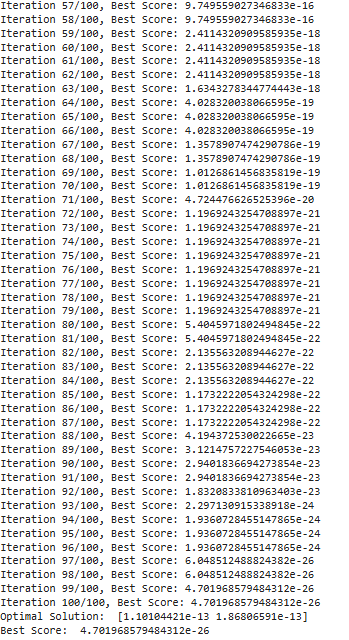 Iteration 57/100, Best Score: 9.749559027346833e-16
Iteration 58/100, Best Score: 9.749559027346833e-16
Iteration 59/100, Best Score: 2.4114320909589535e-18
Iteration 60/100, Best Score: 2.4114320909589535e-18
Iteration 61/100, Best Score: 2.4114320909585935e-18
Iteration 62/100, Best Score: 2.4114320909585935e-18
Iteration 63/100, Best Score: 1.6343278344774443e-18
Iteration 64/100, Best Score: 4.028320038066595e-19
Iteration 65/100, Best Score: 4.028320038066595e-19
Iteration 66/100, Best Score: 4.028320038066595e-19
Iteration 67/100, Best Score: 1.3578907474290786e-19
Iteration 68/100, Best Score: 1.3578907474290786e-19
Iteration 69/100, Best Score: 1.0126861456835819e-19
Iteration 70/100, Best Score: 1.0126861456835819e-19
Iteration 71/100, Best Score: 4.724476626525396e-20
Iteration 72/100, Best Score: 1.1969243254708897e-21
Iteration 73/100, Best Score: 1.1969243254708897e-21
Iteration 74/100, Best Score: 1.1969243254708897e-21
Iteration 75/100, Best Score: 1.1969243254708897e-21
Iteration 76/100, Best Score: 1.1969243254708897e-21
Iteration 77/100, Best Score: 1.1969243254708897e-21
Iteration 78/100, Best Score: 1.1969243254708897e-21
Iteration 79/100, Best Score: 1.1969243254708897e-21
Iteration 80/100, Best Score: 5.4045971802494845e-22
Iteration 81/100, Best Score: 5.4045971802494845e-22
Iteration 82/100, Best Score: 2.135563208944627e-22
Iteration 83/100, Best Score: 2.135563208944627e-22
Iteration 84/100, Best Score: 2.135563208944627e-22
Iteration 85/100, Best Score: 1.1732222054324298e-22
Iteration 86/100, Best Score: 1.1732222054324298e-22
Iteration 87/100, Best Score: 1.1732222054324298e-22
Iteration 88/100, Best Score: 4.194372530022665e-23
Iteration 89/100, Best Score: 3.1214757227546053e-23
Iteration 90/100, Best Score: 2.9401836694273854e-23
Iteration 91/100, Best Score: 2.9401836694273854e-23
Iteration 92/100, Best Score: 1.8320833810963403e-23
Iteration 93/100, Best Score: 2.297130915338918e-24
Iteration 94/100, Best Score: 1.9360728455147865e-24
Iteration 95/100, Best Score: 1.9360728455147865e-24
Iteration 96/100, Best Score: 1.9360728455147865e-24
Iteration 97/100, Best Score: 6.048512488824382e-26
Iteration 98/100, Best Score: 6.048512488824382e-26
Iteration 99/100, Best Score: 4.701968579484312e-26
Iteration 100/100, Best Score: 4.701968579484312e-26
Optimal Solution:  [1.10104421e-13 1.86806591e-13]
Best Score:  4.701968579484312e-26